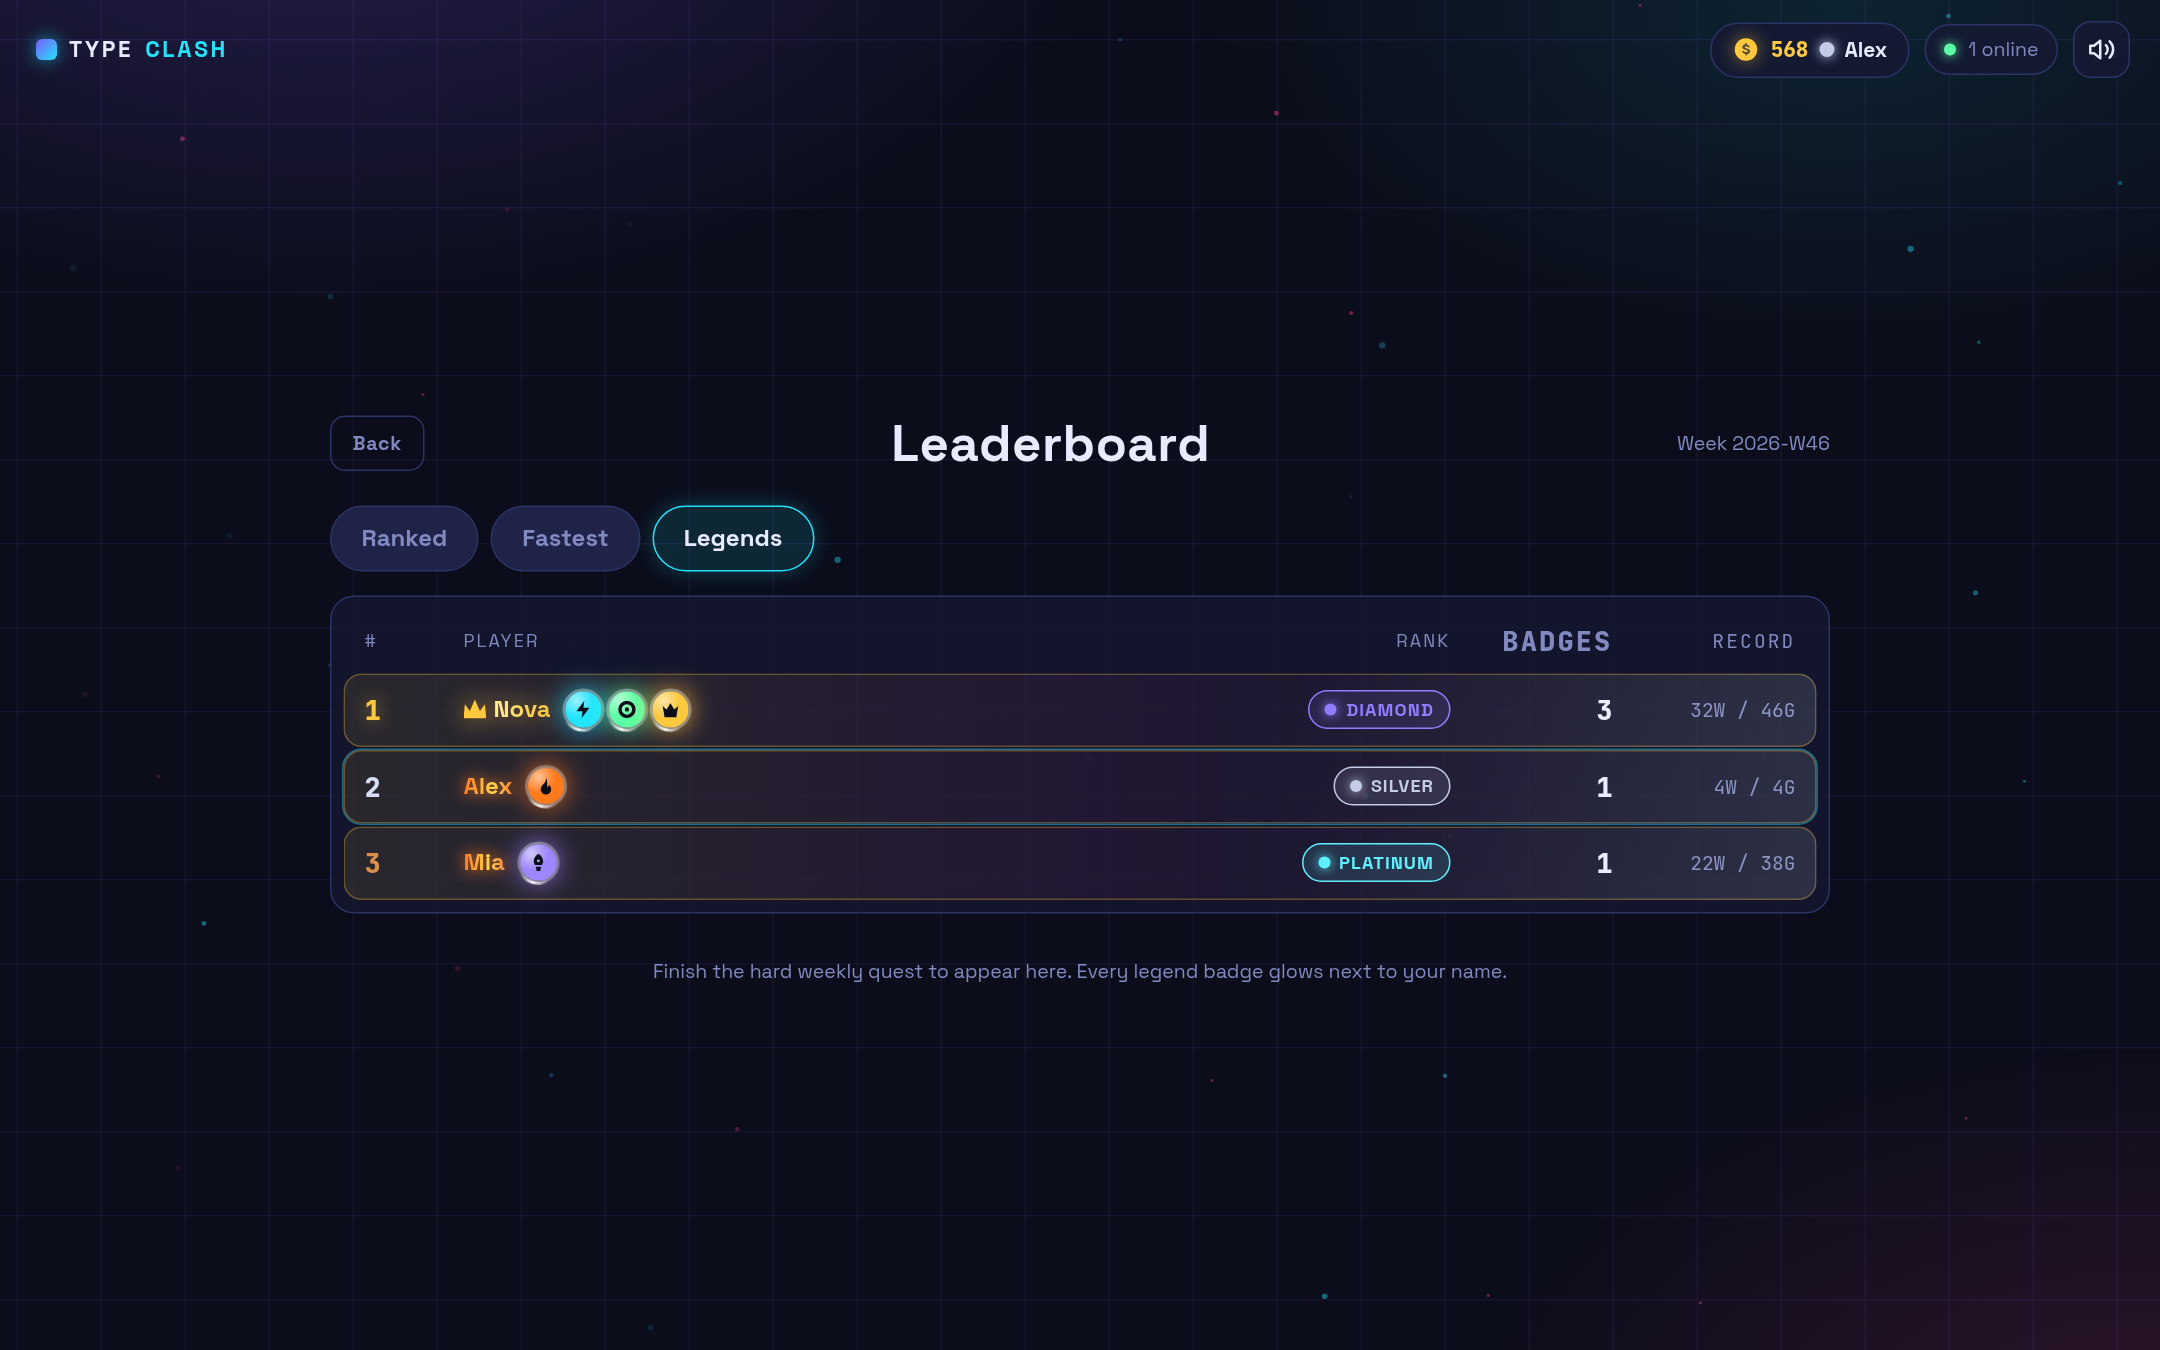 TYPE CLASH
$ 568 Alex
1 online
Back
Leaderboard
Week 2026-W46
Ranked
Fastest
Legends
# PLAYER RANK BADGES RECORD
1 Nova DIAMOND 3 32W / 46G
2 Alex SILVER 1 4W / 4G
3 Mia PLATINUM 1 22W / 38G
Finish the hard weekly quest to appear here. Every legend badge glows next to your name.